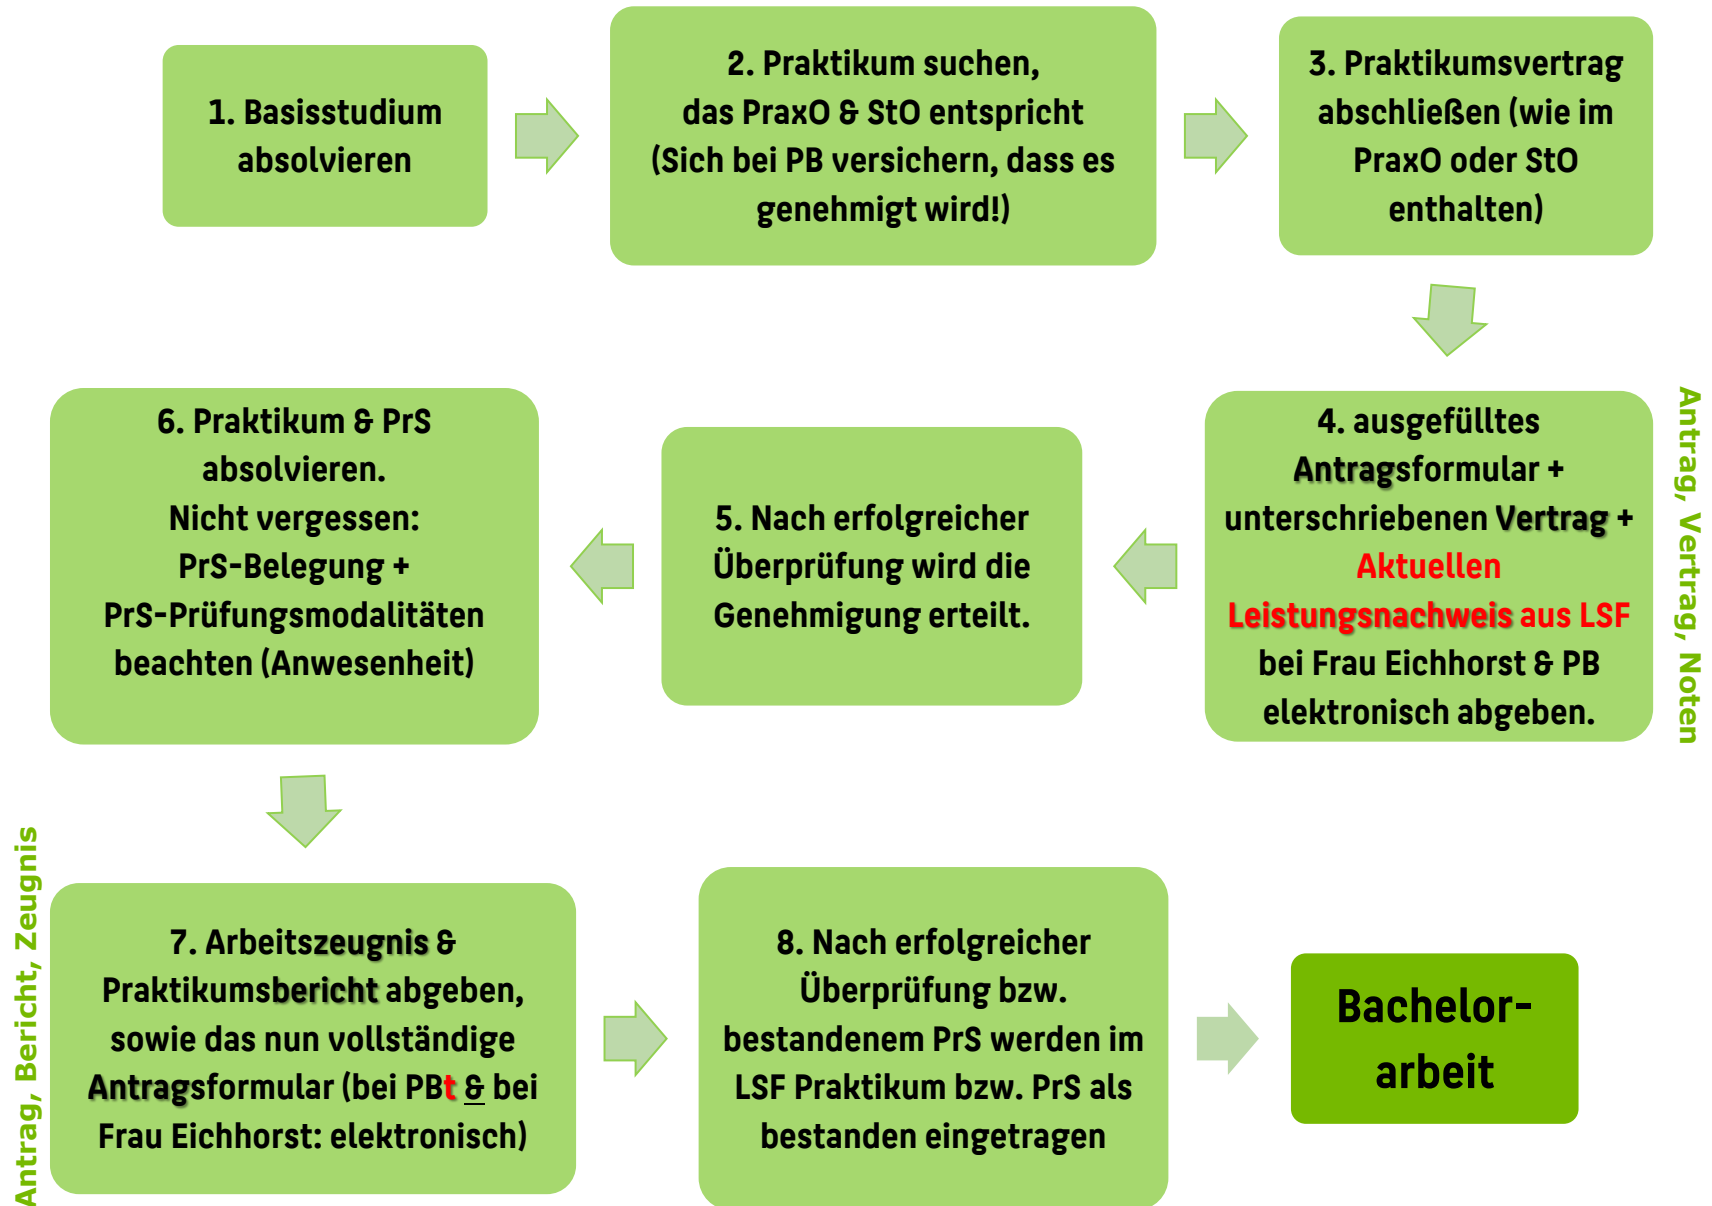 1. Basisstudium
absolvieren
2. Praktikum suchen,
das PraxO & StO entspricht
(Sich bei PB versichern, dass es
genehmigt wird!)
3. Praktikumsvertrag
abschließen (wie im
PraxO oder StO
enthalten)
4. ausgefülltes
Antragsformular +
unterschriebenen Vertrag +
Aktuellen
Leistungsnachweis aus LSF
bei Frau Eichhorst & PB
elektronisch abgeben.
Antrag, Vertrag, Noten
5. Nach erfolgreicher
Überprüfung wird die
Genehmigung erteilt.
6. Praktikum & PrS
absolvieren.
Nicht vergessen:
PrS-Belegung +
PrS-Prüfungsmodalitäten
beachten (Anwesenheit)
Antrag, Bericht, Zeugnis
7. Arbeitszeugnis &
Praktikumsbericht abgeben,
sowie das nun vollständige
Antragsformular (bei PBt & bei
Frau Eichhorst: elektronisch)
8. Nach erfolgreicher
Überprüfung bzw.
bestandenem PrS werden im
LSF Praktikum bzw. PrS als
bestanden eingetragen
Bachelor-
arbeit